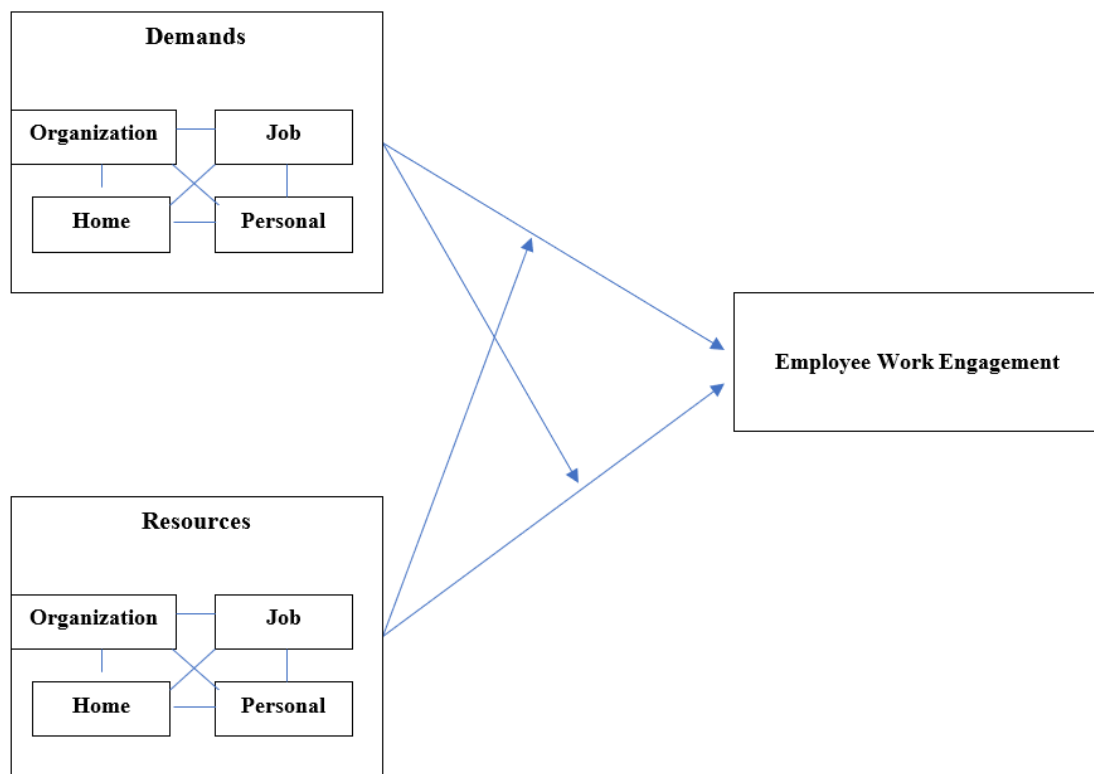 Demands
Organization
Job
Home
Personal
Employee Work Engagement
Resources
Organization
Job
Home
Personal